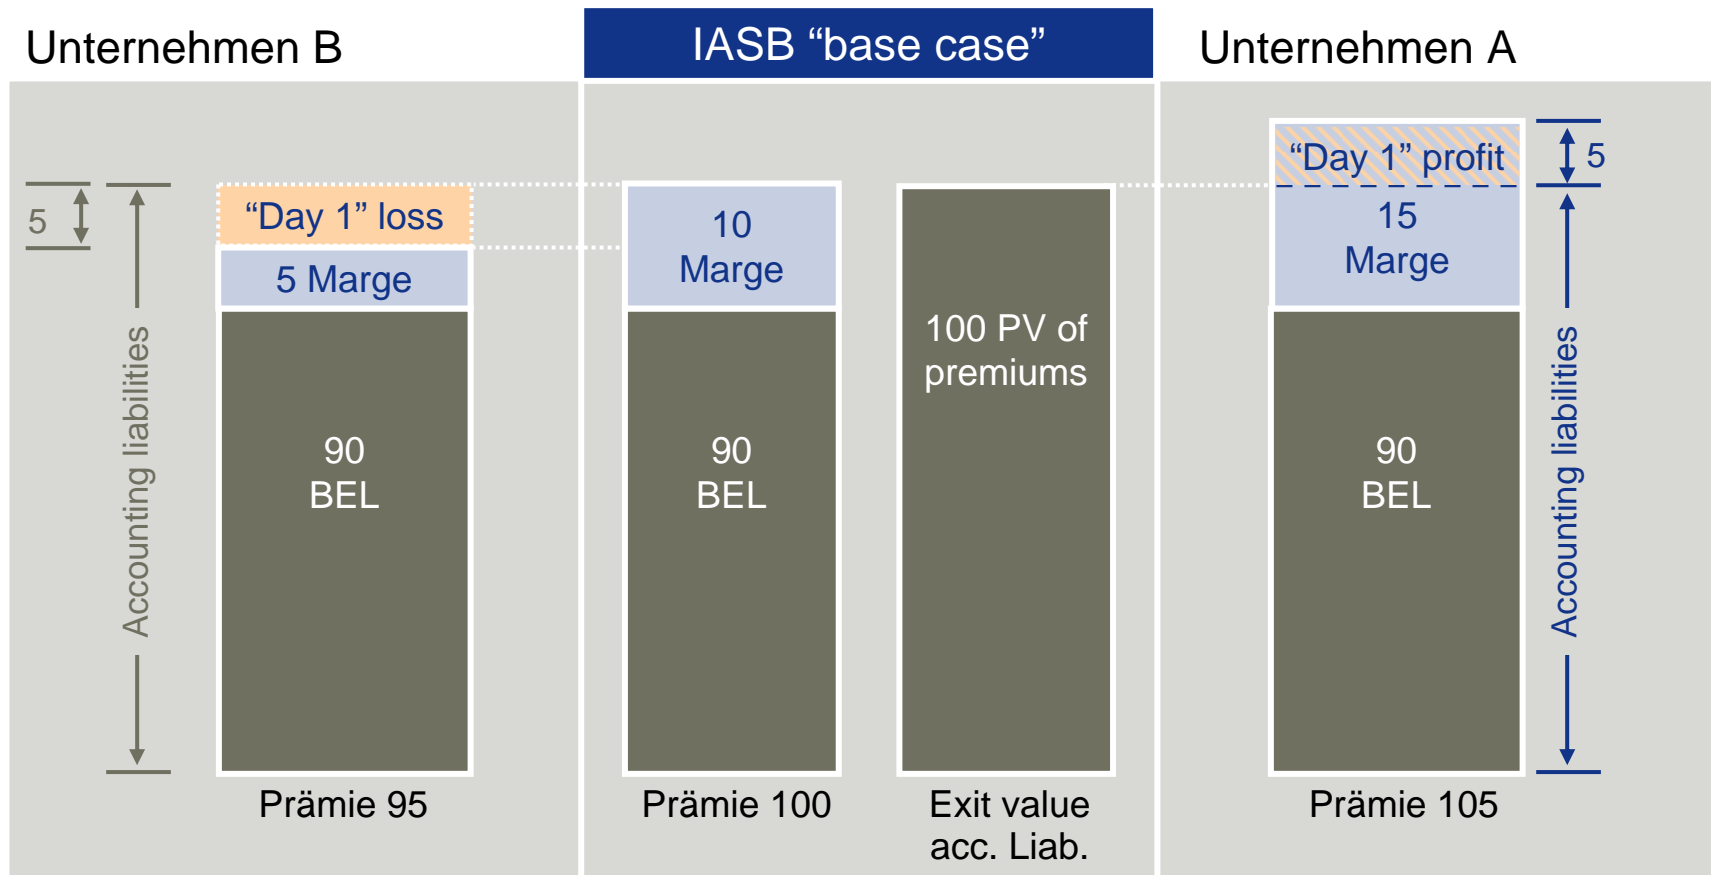 Unternehmen B
5
Accounting liabilities
“Day 1” loss
5 Marge
90
BEL
Prämie 95
IASB “base case”
10
Marge
90
BEL
Prämie 100
100 PV of
premiums
Exit value
acc. Liab.
Unternehmen A
“Day 1” profit
15
Marge
90
BEL
Prämie 105
5
Accounting liabilities